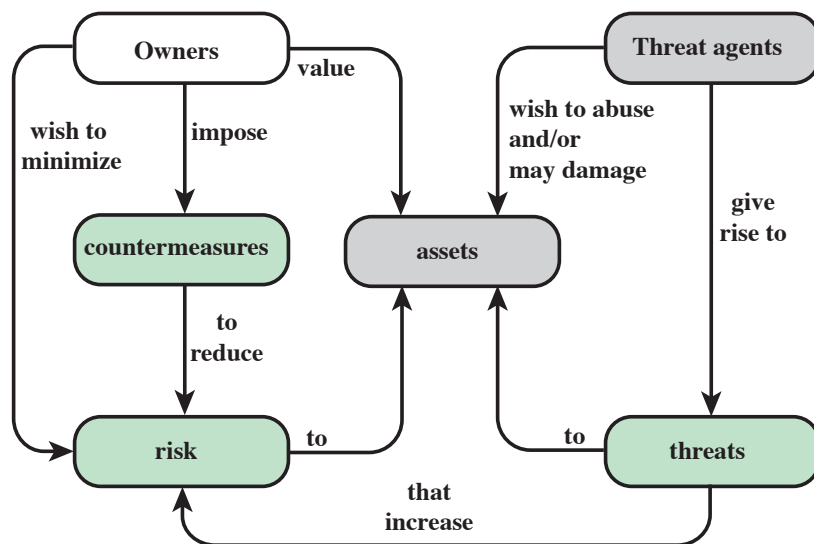 Owners
Threat agents
value
wish to
minimize
impose
wish to abuse
and/or
may damage
give
rise to
countermeasures
assets
to
reduce
risk
to
to
threats
that
increase